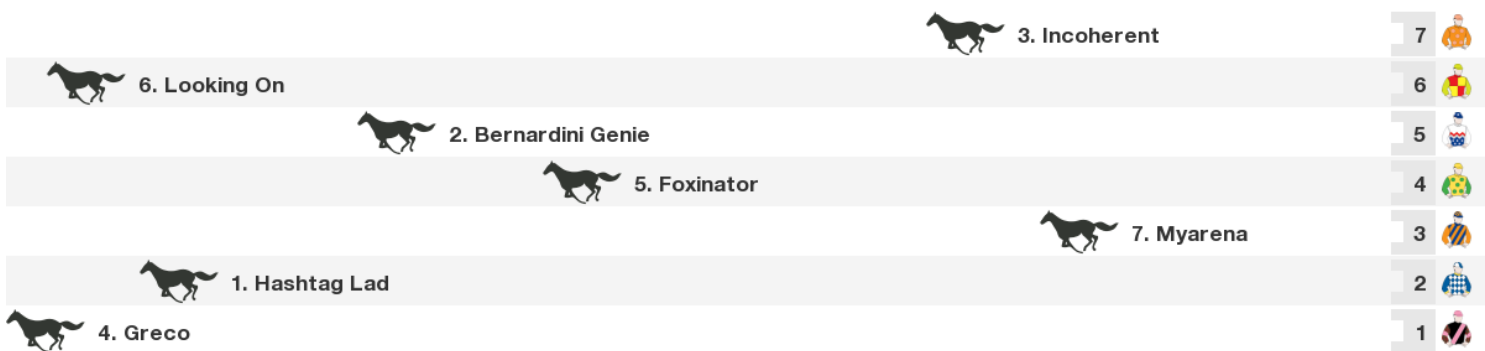 3. Incoherent 7
6. Looking On 6
2. Bernardini Genie 5
5. Foxinator 4
7. Myarena 3
1. Hashtag Lad 2
4. Greco 1